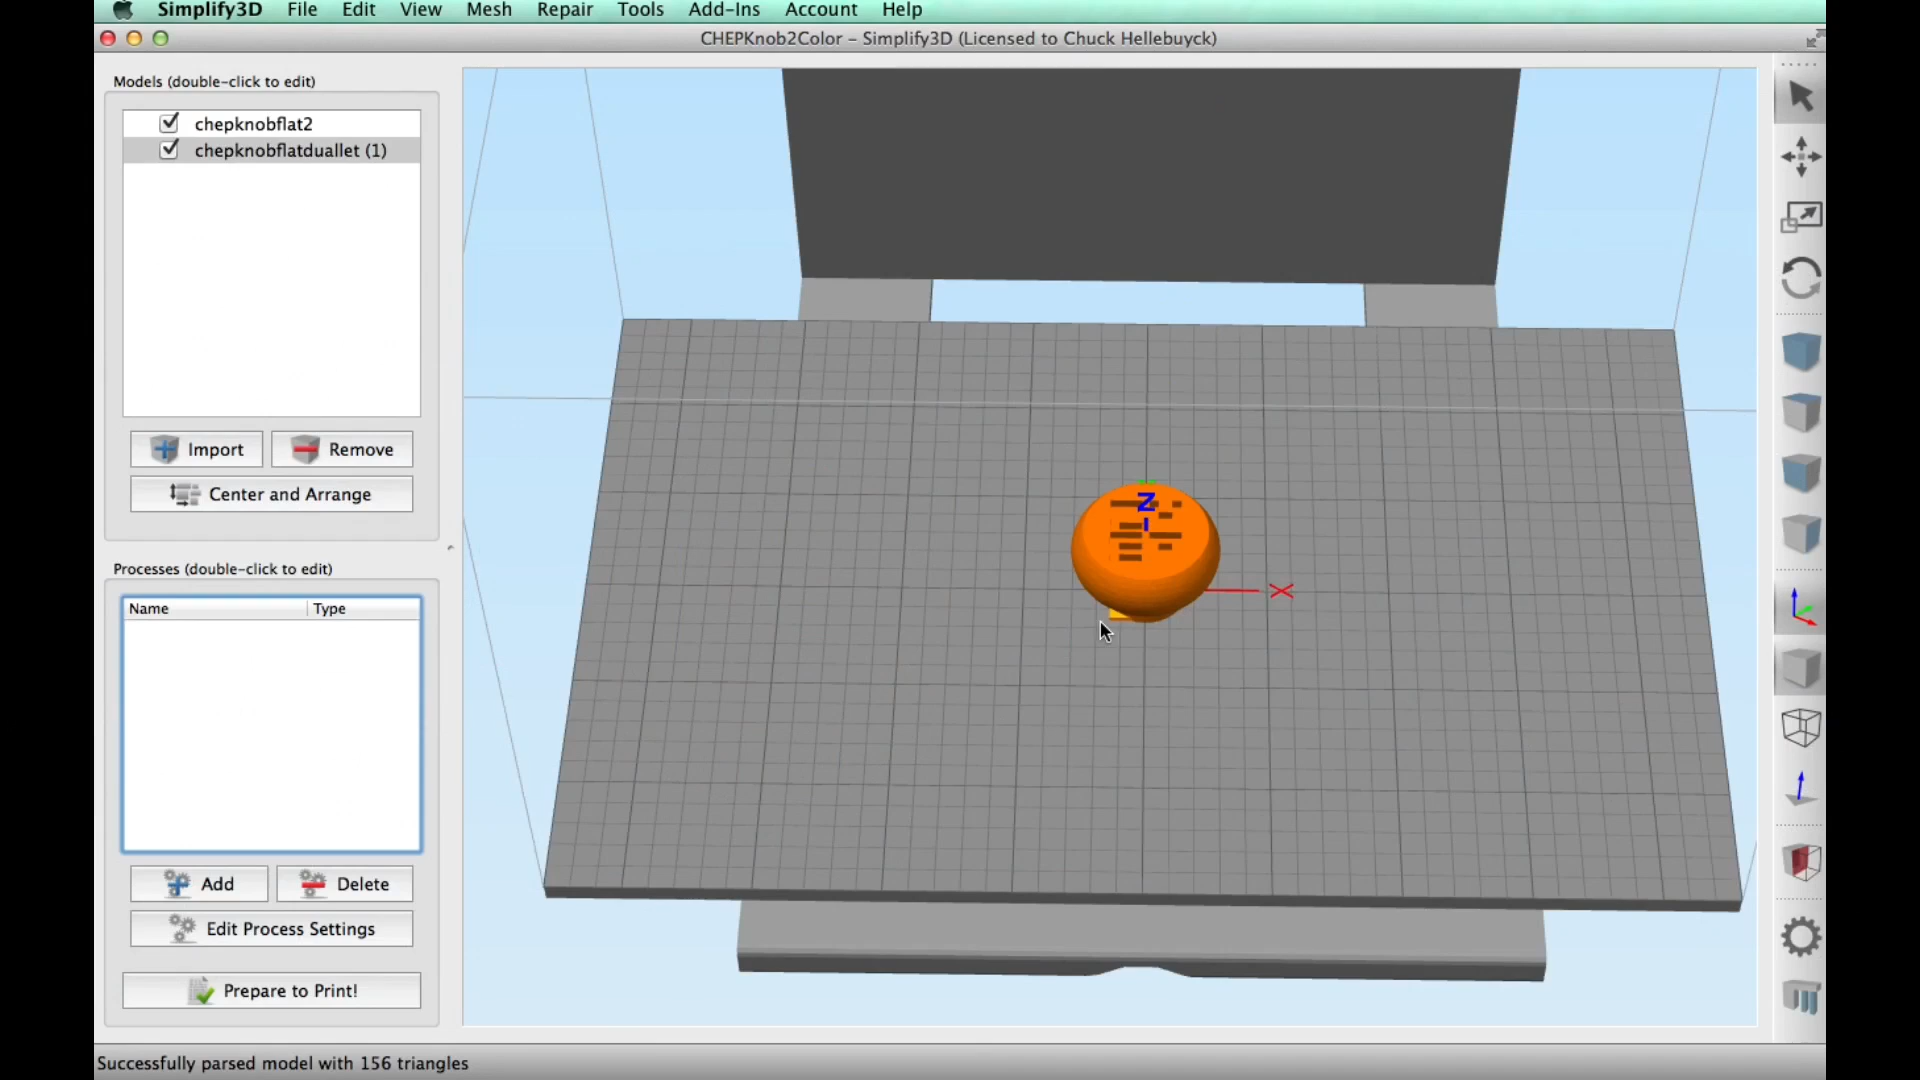 Simplify3D File Edit View Mesh Repair Tools Add-Ins Account Help
CHEPKnob2Color - Simplify3D (Licensed to Chuck Hellebuyck)
Models (double-click to edit)
chepknobflat2
chepknobflatduallet (1)
Import Remove
Center and Arrange
Processes (double-click to edit)
Name Type
Add Delete
Edit Process Settings
Prepare to Print!
Z
X
Successfully parsed model with 156 triangles